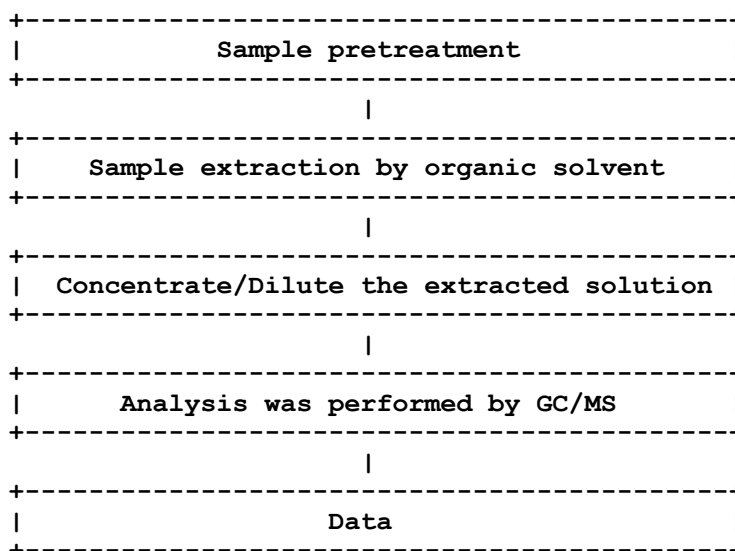 Sample pretreatment
Sample extraction by organic solvent
Concentrate/Dilute the extracted solution
Analysis was performed by GC/MS
Data